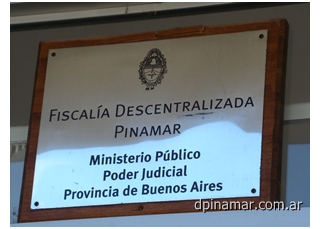 FISCALÍA DESCENTRALIZADA
PINAMAR
Ministerio Público
Poder Judicial
Provincia de Buenos Aires
dpinamar.com.ar